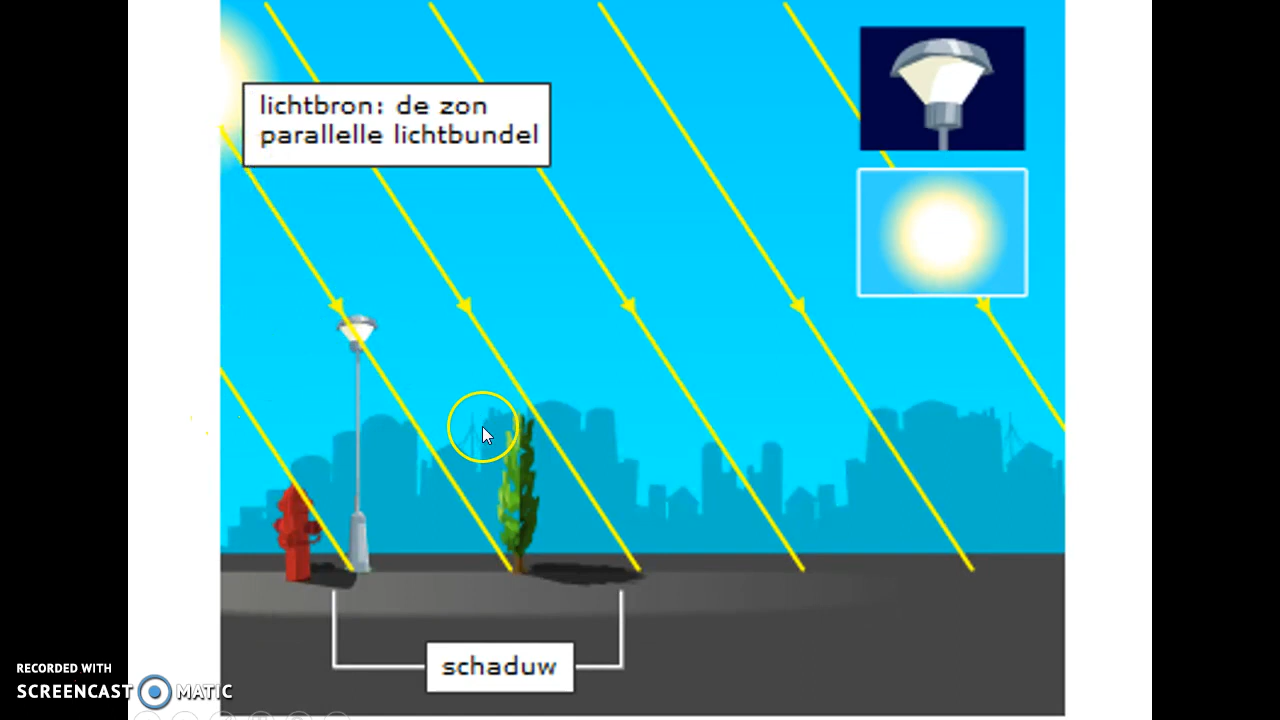 lichtbron: de zon
parallelle lichtbundel
schaduw
RECORDED WITH
SCREENCAST MATIC